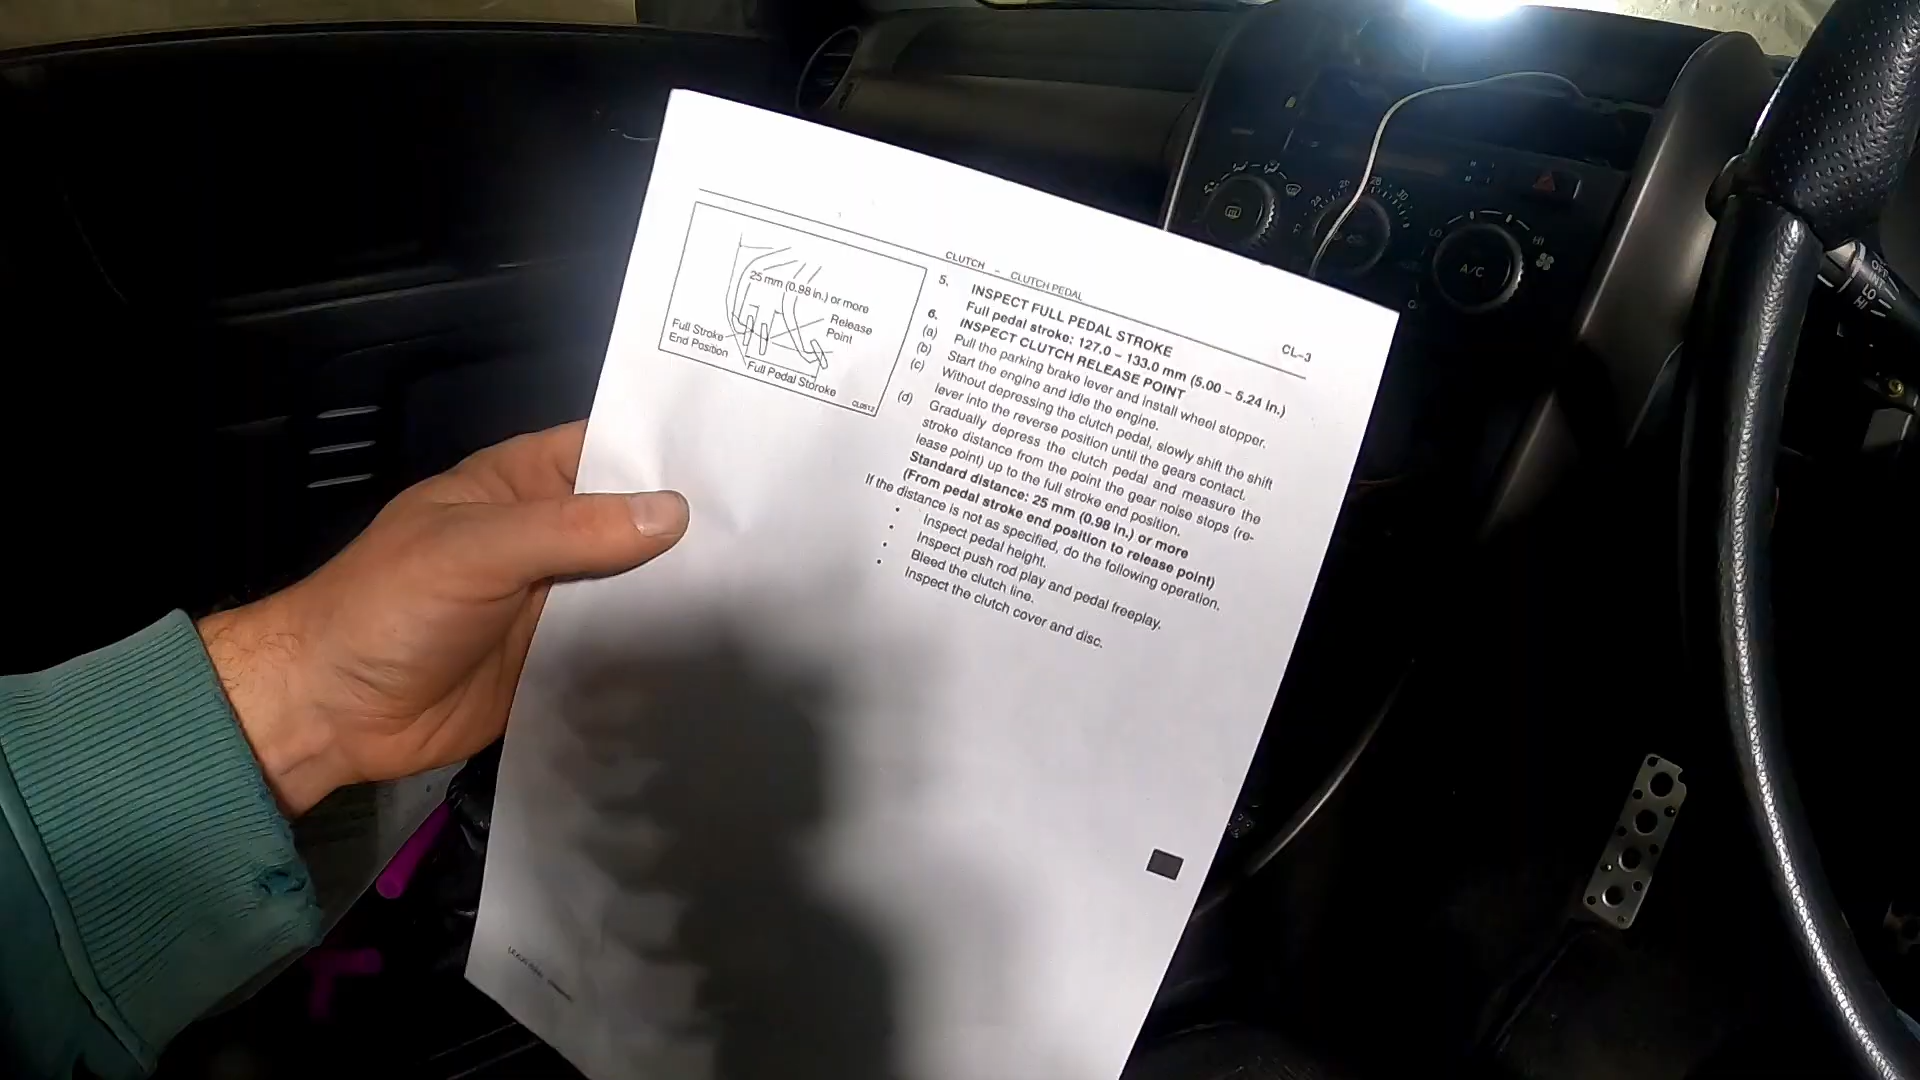 CLUTCH – CLUTCH PEDAL
CL–3
25 mm (0.98 in.) or more
Release
Point
Full Stroke
End Position
Full Pedal Storoke
5. INSPECT FULL PEDAL STROKE
Full pedal stroke: 127.0 – 133.0 mm (5.00 – 5.24 in.)
6. INSPECT CLUTCH RELEASE POINT
(a) Pull the parking brake lever and install wheel stopper.
(b) Start the engine and idle the engine.
(c) Without depressing the clutch pedal, slowly shift the shift
lever into the reverse position until the gears contact.
(d) Gradually depress the clutch pedal and measure the
stroke distance from the point the gear noise stops (re-
lease point) up to the full stroke end position.
Standard distance: 25 mm (0.98 in.) or more
(From pedal stroke end position to release point)
If the distance is not as specified, do the following operation.
• Inspect pedal height.
• Inspect push rod play and pedal freeplay.
• Bleed the clutch line.
• Inspect the clutch cover and disc.
LO
HI
A/C
OFF
INT
LO
HI